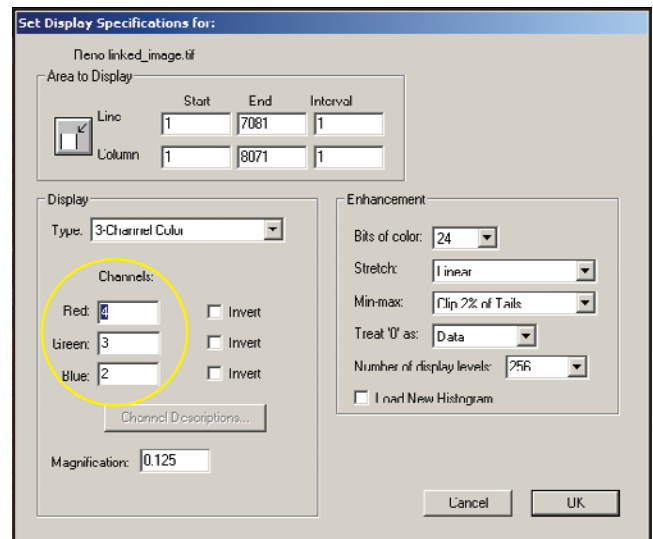 Set Display Specifications for:
Reno linked_image.tif
Area to Display
Start End Interval
Line 1 7081 1
Column 1 8071 1
Display
Type: 3-Channel Color
Channels:
Red: 4 Invert
Green: 3 Invert
Blue: 2 Invert
Channel Descriptions...
Magnification: 0.125
Enhancement
Bits of color: 24
Stretch: Linear
Min-max: Clip 2% of Tails
Treat '0' as: Data
Number of display levels: 256
Load New Histogram
Cancel OK